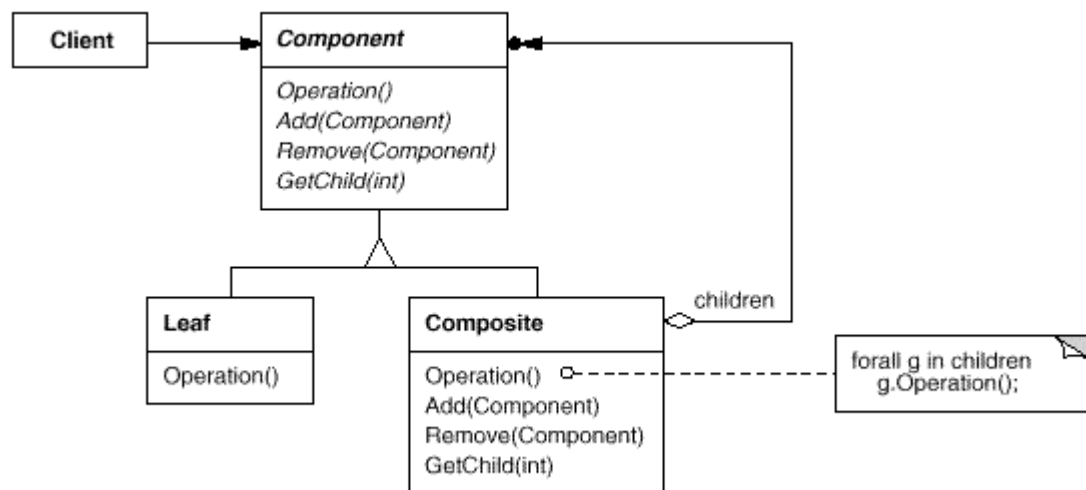 Client
Component
Operation()
Add(Component)
Remove(Component)
GetChild(int)
children
Leaf
Operation()
Composite
Operation()
Add(Component)
Remove(Component)
GetChild(int)
forall g in children
g.Operation();